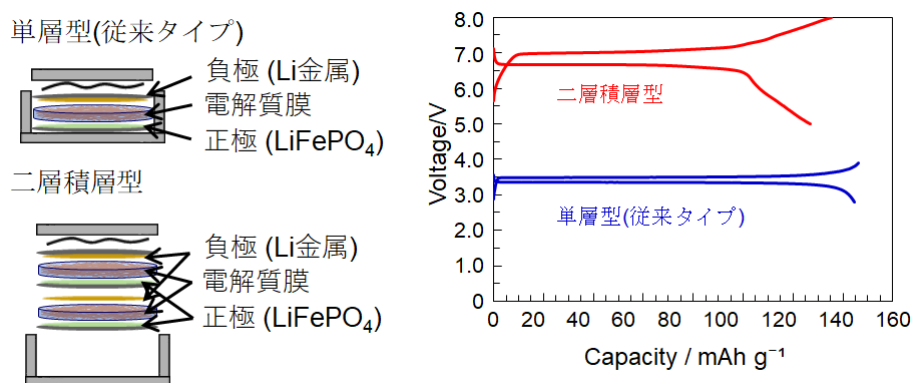 単層型(従来タイプ)
負極 (Li金属)
電解質膜
正極 (LiFePO₄)
二層積層型
負極 (Li金属)
電解質膜
正極 (LiFePO₄)
Voltage/V
8.0
7.0
6.0
5.0
4.0
3.0
2.0
1.0
0
二層積層型
単層型(従来タイプ)
0 20 40 60 80 100 120 140 160
Capacity / mAh g⁻¹